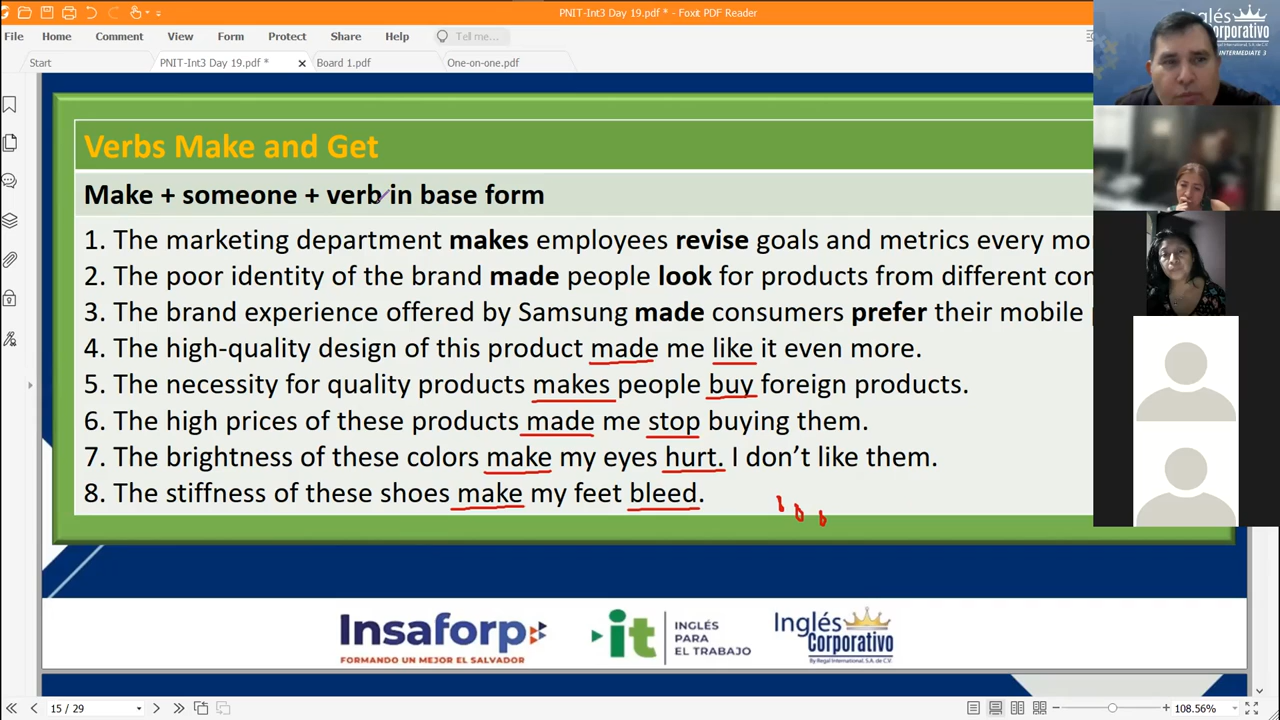 PNIT-Int3 Day 19.pdf * - Foxit PDF Reader
File Home Comment View Form Protect Share Help Tell me...
Start PNIT-Int3 Day 19.pdf * Board 1.pdf One-on-one.pdf
Inglés
Corporativo
INTERMEDIATE 3
Verbs Make and Get
Make + someone + verb in base form
1. The marketing department makes employees revise goals and metrics every
2. The poor identity of the brand made people look for products from different
3. The brand experience offered by Samsung made consumers prefer their mobile
4. The high-quality design of this product made me like it even more.
5. The necessity for quality products makes people buy foreign products.
6. The high prices of these products made me stop buying them.
7. The brightness of these colors make my eyes hurt. I don't like them.
8. The stiffness of these shoes make my feet bleed.
Insaforp
FORMANDO UN MEJOR EL SALVADOR
it INGLÉS PARA EL TRABAJO
Inglés
Corporativo
By Regal International, S.A. de C.V.
15 / 29
108.56%